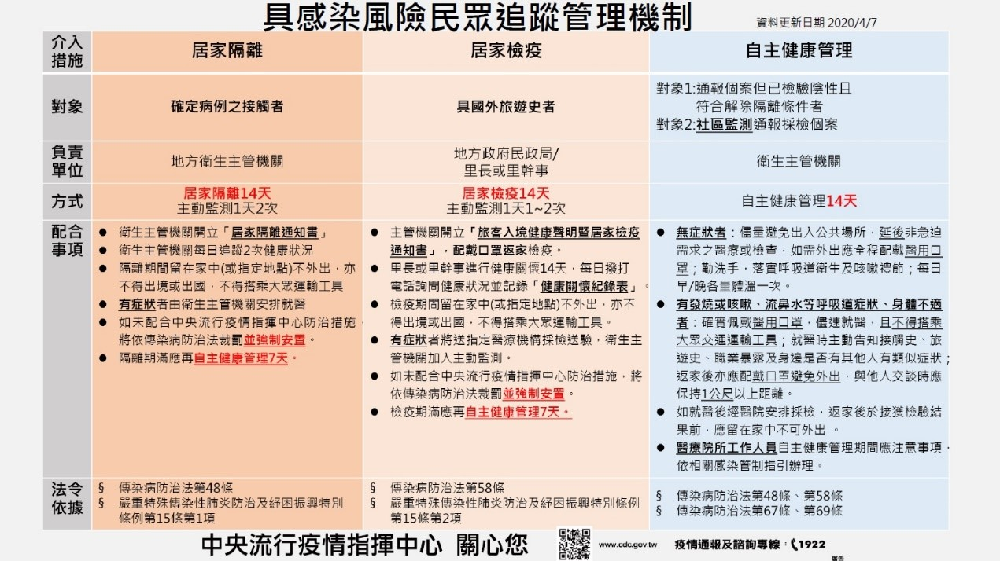 具感染風險民眾追蹤管理機制
資料更新日期 2020/4/7
介入
措施
居家隔離
居家檢疫
自主健康管理
對象
確定病例之接觸者
具國外旅遊史者
對象1:通報個案但已檢驗陰性且
符合解除隔離條件者
對象2:社區監測通報採檢個案
負責
單位
地方衛生主管機關
地方政府民政局/
里長或里幹事
衛生主管機關
方式
居家隔離14天
主動監測1天2次
居家檢疫14天
主動監測1天1~2次
自主健康管理14天
配合
事項
● 衛生主管機關開立「居家隔離通知書」
● 衛生主管機關每日追蹤2次健康狀況
● 隔離期間留在家中(或指定地點)不外出，亦
不得出境或出國，不得搭乘大眾運輸工具
● 有症狀者由衛生主管機關安排就醫
● 如未配合中央流行疫情指揮中心防治措施，
將依傳染病防治法裁罰並強制安置。
● 隔離期滿應再自主健康管理7天。
● 主管機關開立「旅客入境健康聲明暨居家檢疫
通知書」，配戴口罩返家檢疫。
● 里長或里幹事進行健康關懷14天，每日撥打
電話詢問健康狀況並記錄「健康關懷紀錄表」。
● 檢疫期間留在家中(或指定地點)不外出，亦不
得出境或出國，不得搭乘大眾運輸工具。
● 有症狀者將送指定醫療機構採檢送驗，衛生主
管機關加入主動監測。
● 如未配合中央流行疫情指揮中心防治措施，將
依傳染病防治法裁罰並強制安置。
● 檢疫期滿應再自主健康管理7天。
● 無症狀者：儘量避免出入公共場所，延後非急迫
需求之醫療或檢查，如需外出應全程配戴醫用口
罩；勤洗手，落實呼吸道衛生及咳嗽禮節；每日
早/晚各量體溫一次。
● 有發燒或咳嗽、流鼻水等呼吸道症狀、身體不適
者：確實佩戴醫用口罩，儘速就醫，且不得搭乘
大眾交通運輸工具；就醫時主動告知接觸史、旅
遊史、職業暴露及身邊是否有其他人有類似症狀；
返家後亦應配戴口罩避免外出，與他人交談時應
保持1公尺以上距離。
● 如就醫後經醫院安排採檢，返家後於接獲檢驗結
果前，應留在家中不可外出 。
● 醫療院所工作人員自主健康管理期間應注意事項，
依相關感染管制指引辦理。
法令
依據
§ 傳染病防治法第48條
§ 嚴重特殊傳染性肺炎防治及紓困振興特別
條例第15條第1項
§ 傳染病防治法第58條
§ 嚴重特殊傳染性肺炎防治及紓困振興特別條例
第15條第2項
§ 傳染病防治法第48條、第58條
§ 傳染病防治法第67條、第69條
中央流行疫情指揮中心 關心您
www.cdc.gov.tw
疫情通報及諮詢專線：1922
廣告